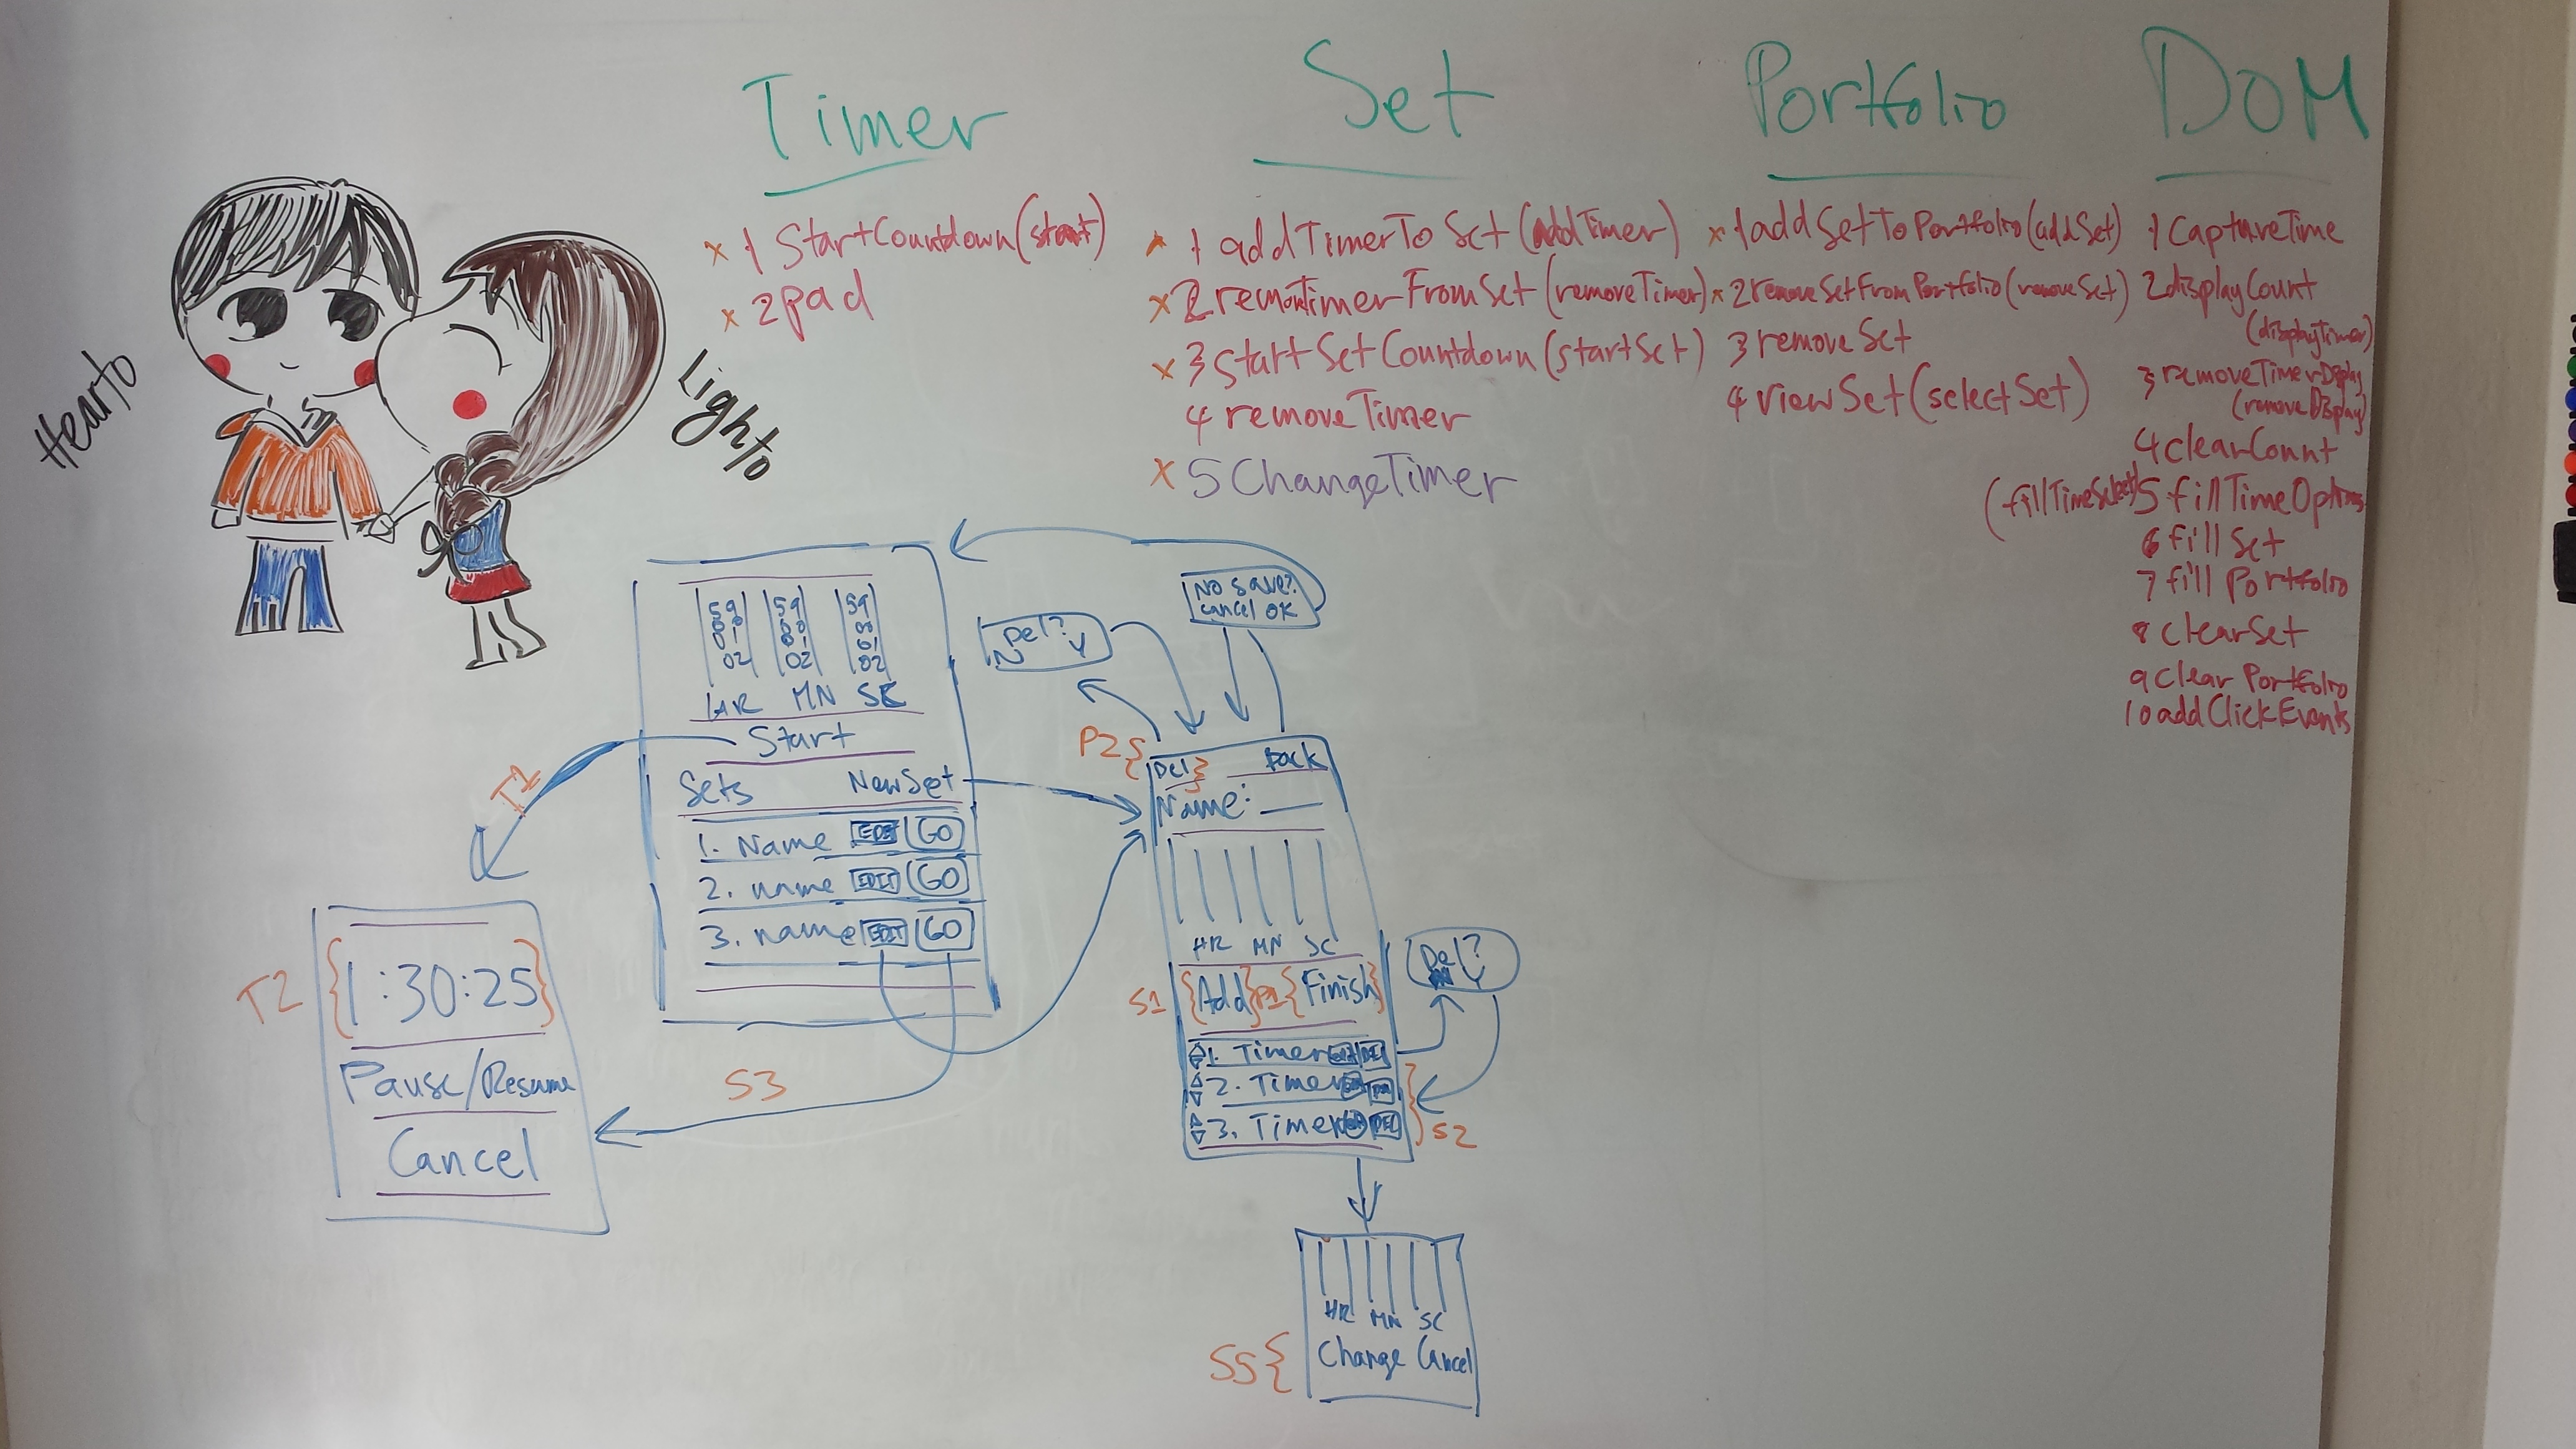 Timer
× 1 StartCountdown(start)
× 2 pad
Set
× 1 addTimerToSet(addTimer)
× 2 removeTimerFromSet(removeTimer)
× 3 startSetCountdown(startSet)
4 removeTimer
× 5 ChangeTimer
Portfolio
× 1 addSetToPortfolio(addSet)
× 2 removeSetFromPortfolio(removeSet)
3 removeSet
4 viewSet(selectSet)
DOM
1 CaptureTime
2 displayCount
(displayTimer)
3 removeTimerDisplay
(removeDisplay)
4 clearCount
(fillTimeSelect) 5 fillTimeOptions
6 fillSet
7 fill Portfolio
8 clearSet
9 clear Portfolio
10 addClickEvents
Hearto
Lighto
59 59 59
00 00 00
01 01 01
02 02 02
HR MN SC
Start
Sets NewSet
1. Name EDIT GO
2. name EDIT GO
3. name EDIT GO
T1
T2 {1:30:25}
Pause/Resume
Cancel
S3
Del?
N Y
No save?
cancel OK
P2{
Del} Back
Name:
HR MN SC
S1 {Add} P1 {Finish}
1. Timer DEL
2. Timer DEL
3. Timer DEL
} S2
Del?
Y
HR MN SC
S5{ Change Cancel